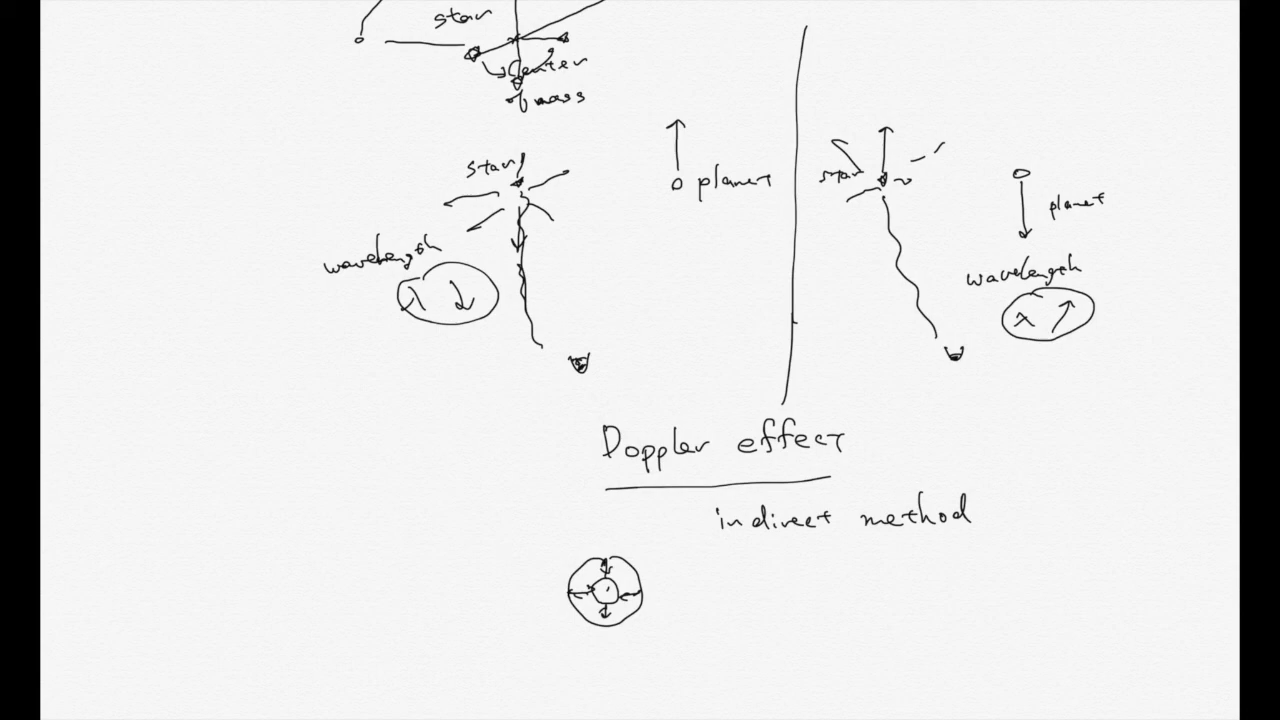 star
center
of mass
star
planet
wavelength
λ ↓
star
planet
wavelength
λ ↑
Doppler effect
indirect method